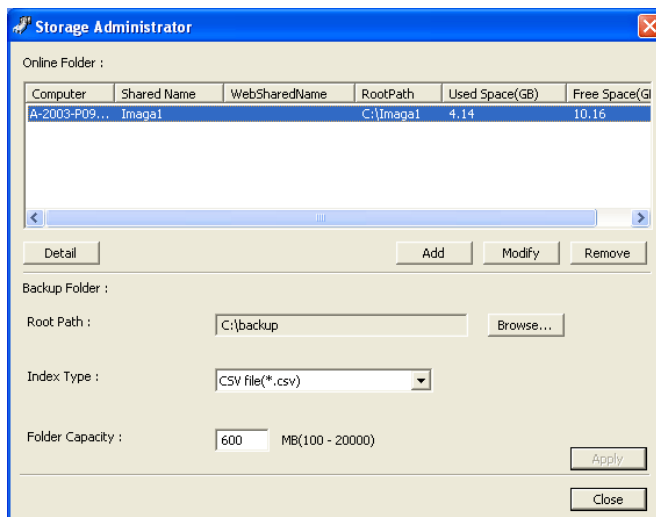 Storage Administrator
Online Folder :
Computer Shared Name WebSharedName RootPath Used Space(GB) Free Space(G
A-2003-P09... Imaga1 C:\Imaga1 4.14 10.16
Detail Add Modify Remove
Backup Folder :
Root Path : C:\backup Browse...
Index Type : CSV file(*.csv)
Folder Capacity : 600 MB(100 - 20000)
Apply
Close